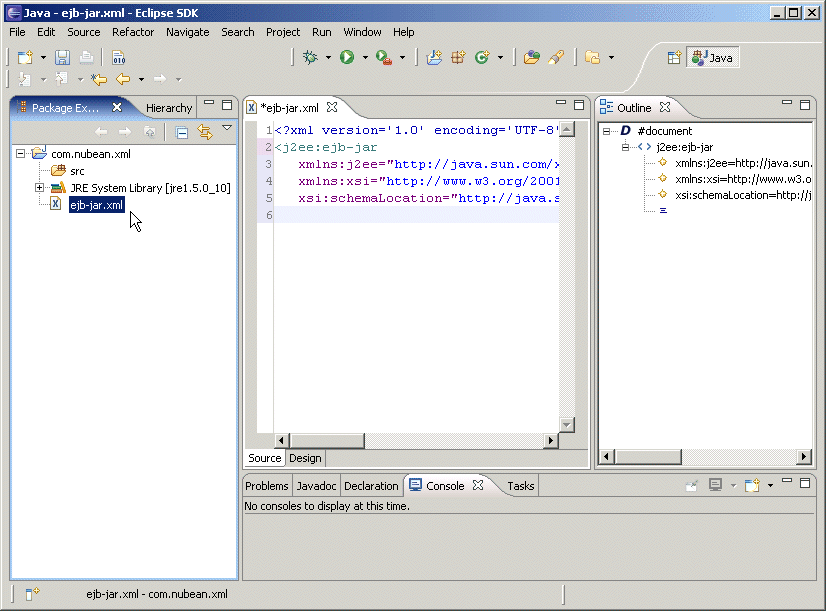 Java - ejb-jar.xml - Eclipse SDK
File Edit Source Refactor Navigate Search Project Run Window Help
Java
Package Ex...
Hierarchy
com.nubean.xml
src
JRE System Library [jre1.5.0_10]
ejb-jar.xml
*ejb-jar.xml
1 <?xml version='1.0' encoding='UTF-8'
2 <j2ee:ejb-jar
3 xmlns:j2ee="http://java.sun.com/x
4 xmlns:xsi="http://www.w3.org/2001
5 xsi:schemaLocation="http://java.s
6
Source Design
Outline
#document
j2ee:ejb-jar
xmlns:j2ee=http://java.sun.
xmlns:xsi=http://www.w3.o
xsi:schemaLocation=http://j
Problems Javadoc Declaration Console Tasks
No consoles to display at this time.
ejb-jar.xml - com.nubean.xml